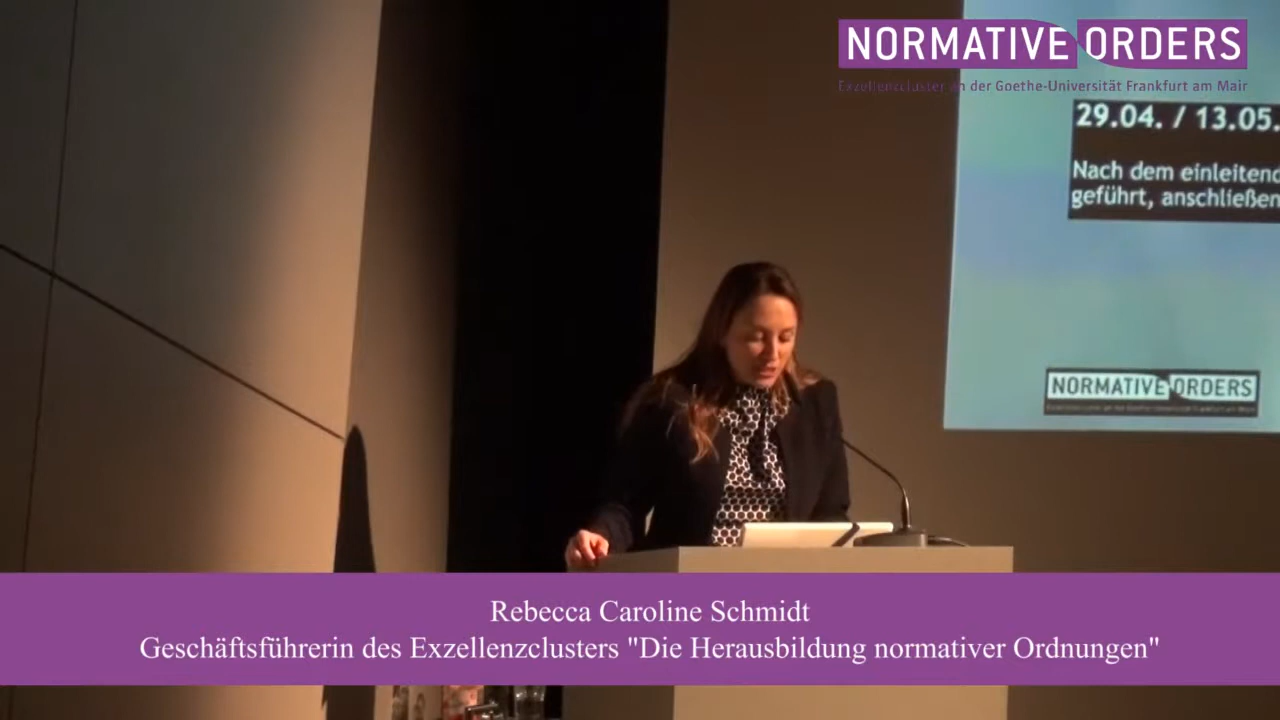 NORMATIVE ORDERS
Exzellenzcluster an der Goethe-Universität Frankfurt am Main
29.04. / 13.05.
Nach dem einleitend
geführt, anschließen
NORMATIVE ORDERS
Rebecca Caroline Schmidt
Geschäftsführerin des Exzellenzclusters "Die Herausbildung normativer Ordnungen"